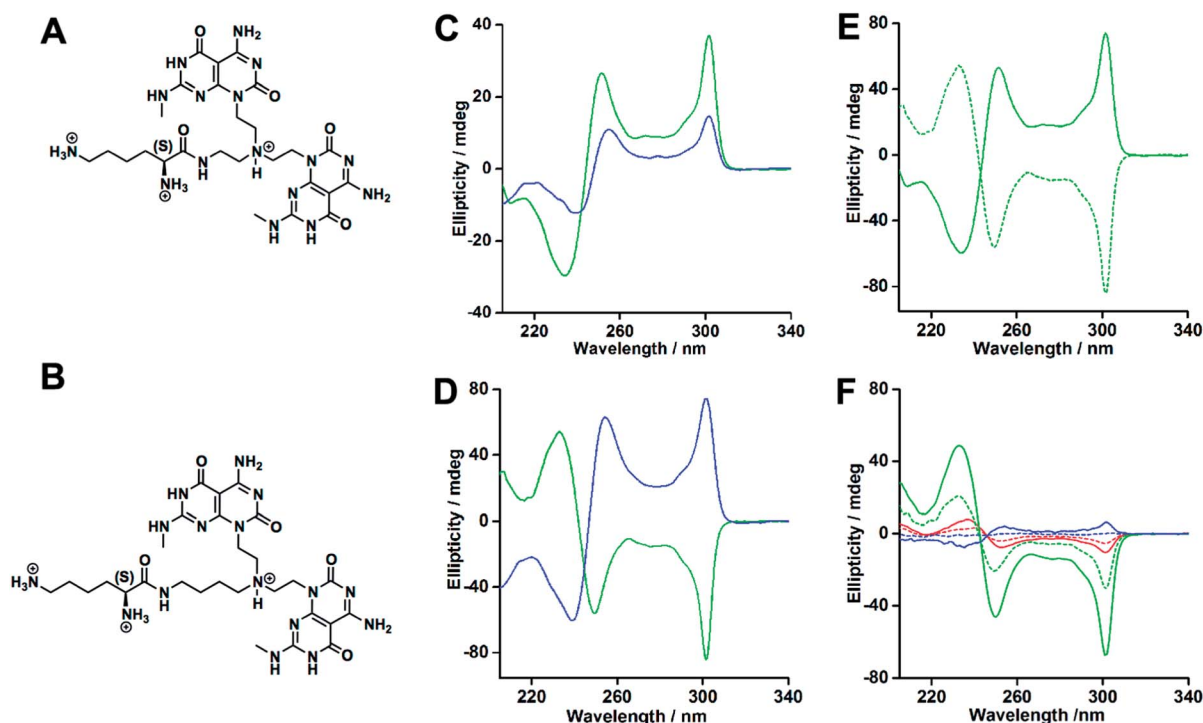 A
O
NH2
HN
N
N
H
N
N
N
O
O
(S)
H3N
⊕
N
H
NH3
⊕
N
H
⊕
O
N
N
N
N
NH2
N
H
N
H
O
B
O
NH2
HN
N
N
H
N
N
N
O
O
(S)
H3N
⊕
N
H
NH3
⊕
N
H
⊕
O
N
N
N
N
NH2
N
H
N
H
O
C
Ellipticity / mdeg
40
20
0
-20
-40
220 260 300 340
Wavelength / nm
D
Ellipticity / mdeg
80
40
0
-40
-80
220 260 300 340
Wavelength / nm
E
Ellipticity / mdeg
80
40
0
-40
-80
220 260 300 340
Wavelength / nm
F
Ellipticity / mdeg
80
40
0
-40
-80
220 260 300 340
Wavelength /nm